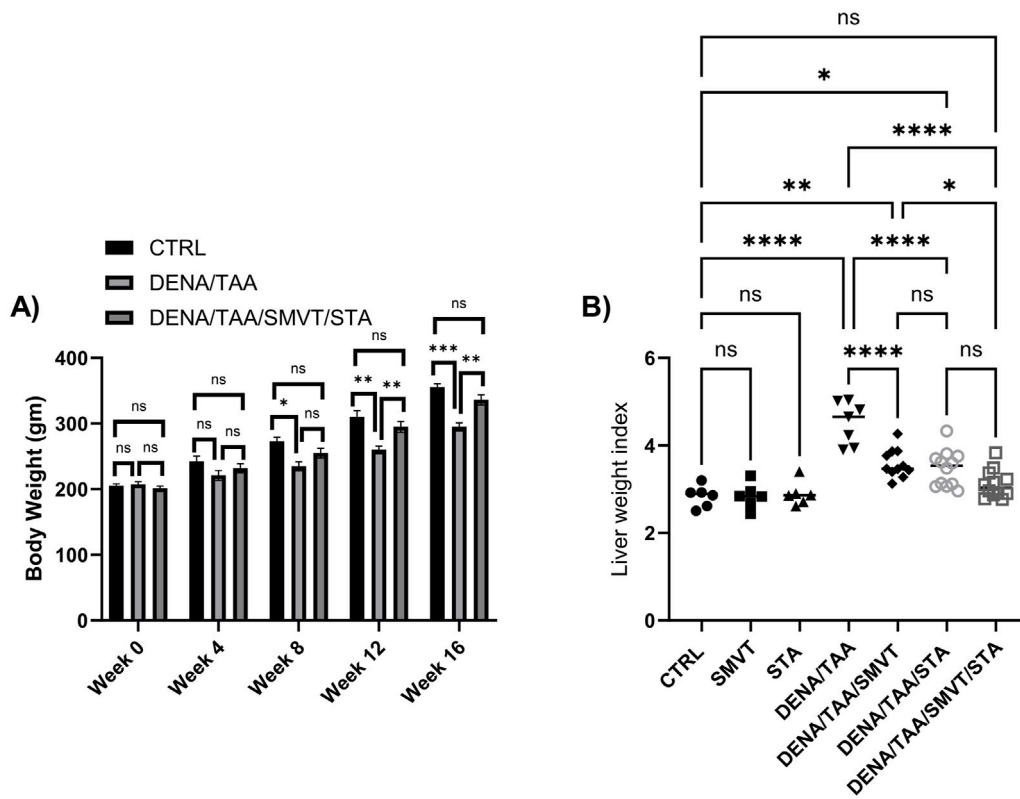 A)
CTRL
DENA/TAA
DENA/TAA/SMVT/STA
Body Weight (gm)
400
300
200
100
0
ns
ns ns
ns
ns ns
ns
* ns
ns
** **
ns
*** **
Week 0
Week 4
Week 8
Week 12
Week 16
B)
ns
*
****
** *
**** ****
ns ns
ns **** ns
Liver weight index
6
4
2
0
CTRL
SMVT
STA
DENA/TAA
DENA/TAA/SMVT
DENA/TAA/STA
DENA/TAA/SMVT/STA